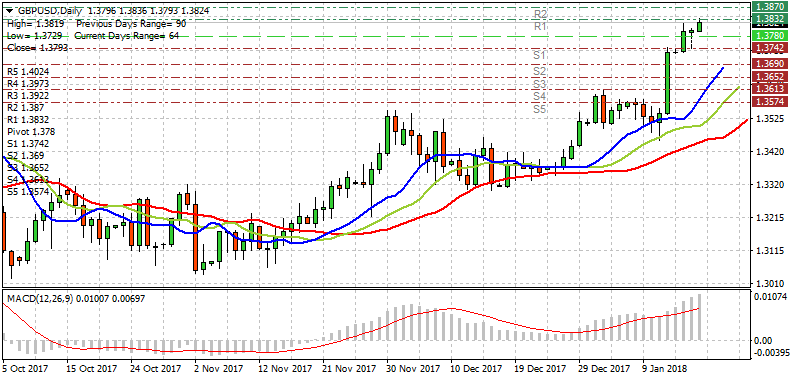 GBPUSD,Daily 1.3796 1.3836 1.3793 1.3824
High= 1.3819 Previous Days Range= 90
Low= 1.3729 Current Days Range= 64
Close= 1.3793
R5 1.4024
R4 1.3973
R3 1.3922
R2 1.387
R1 1.3832
Pivot 1.378
S1 1.3742
S2 1.369
S3 1.3652
S4 1.3613
S5 1.3574
R2
R1
S1
S2
S3
S4
S5
1.3870
1.3832
1.3780
1.3742
1.3690
1.3652
1.3613
1.3574
1.3525
1.3420
1.3320
1.3215
1.3115
1.3010
MACD(12,26,9) 0.01007 0.00697
0.01074
0.00
-0.00395
5 Oct 2017
15 Oct 2017
24 Oct 2017
2 Nov 2017
12 Nov 2017
21 Nov 2017
30 Nov 2017
10 Dec 2017
19 Dec 2017
29 Dec 2017
9 Jan 2018